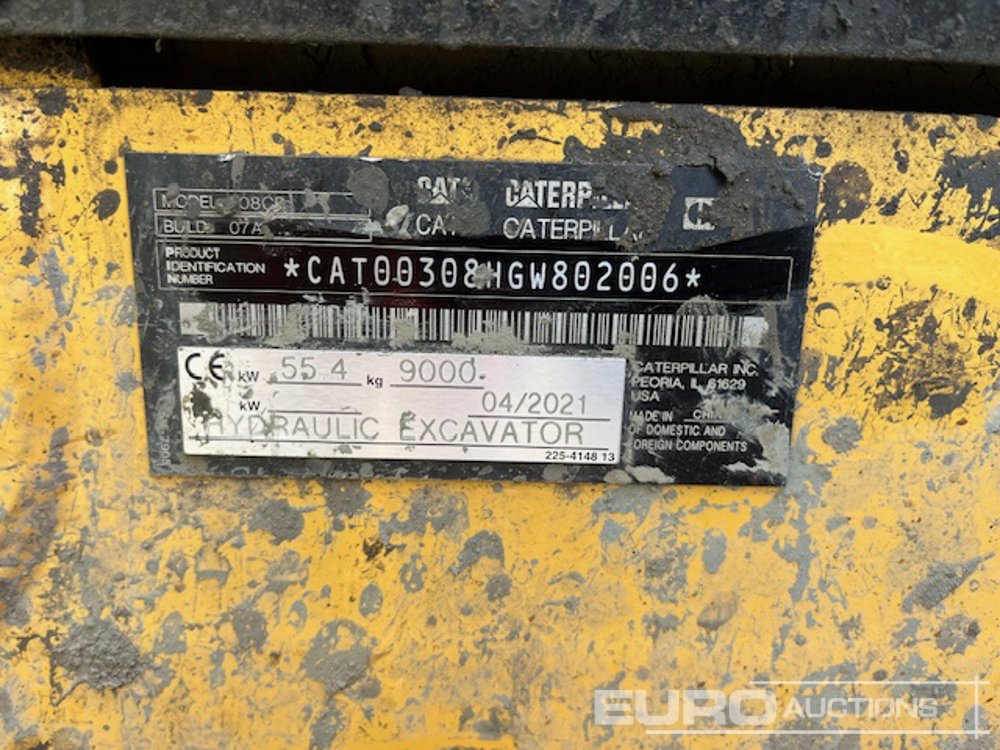 CAT CATERPILLAR
MODEL 08CR
CAT CATERPILLAR
BUILD: 07A
PRODUCT
IDENTIFICATION
NUMBER
*CAT00308HGW802006*
CE kW 55.4 kg 9000
kW 04/2021
HYDRAULIC EXCAVATOR
225-4148 13
CATERPILLAR INC.
PEORIA, IL 61629
USA
MADE IN CHINA
OF DOMESTIC AND
FOREIGN COMPONENTS
EURO AUCTIONS